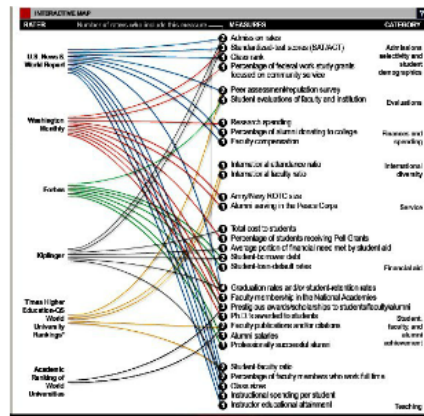 INTERACTIVE MAP
RATERS
Number of raters who include this measure
MEASURES
CATEGORY
U.S. News & World Report
Washington Monthly
Forbes
Kiplinger
Times Higher Education-QS World University Rankings*
Academic Ranking of World Universities
Admission rates
Standardized-test scores (SAT/ACT)
Class rank
Percentage of federal work study grants
focused on community service
Admissions selectivity and student demographics
Peer assessment/reputation survey
Student evaluations of faculty and institution
Evaluations
Research spending
Percentage of alumni donating to college
Faculty compensation
Finances and spending
International attendance ratio
International faculty ratio
International diversity
Army/Navy ROTC size
Alumni serving in the Peace Corps
Service
Total cost to students
Percentage of students receiving Pell Grants
Average portion of financial need met by student aid
Student-borrower debt
Student-loan-default rates
Financial aid
Graduation rates and/or student-retention rates
Faculty membership in the National Academies
Prestigious awards/scholarships to students/faculty/alumni
Ph.D.'s awarded to students
Faculty publications and/or citations
Alumni salaries
Professionally successful alumni
Student, faculty, and alumni achievement
Student-faculty ratio
Percentage of faculty members who work full time
Class sizes
Instructional spending per student
Instructor educational attainment
Teaching